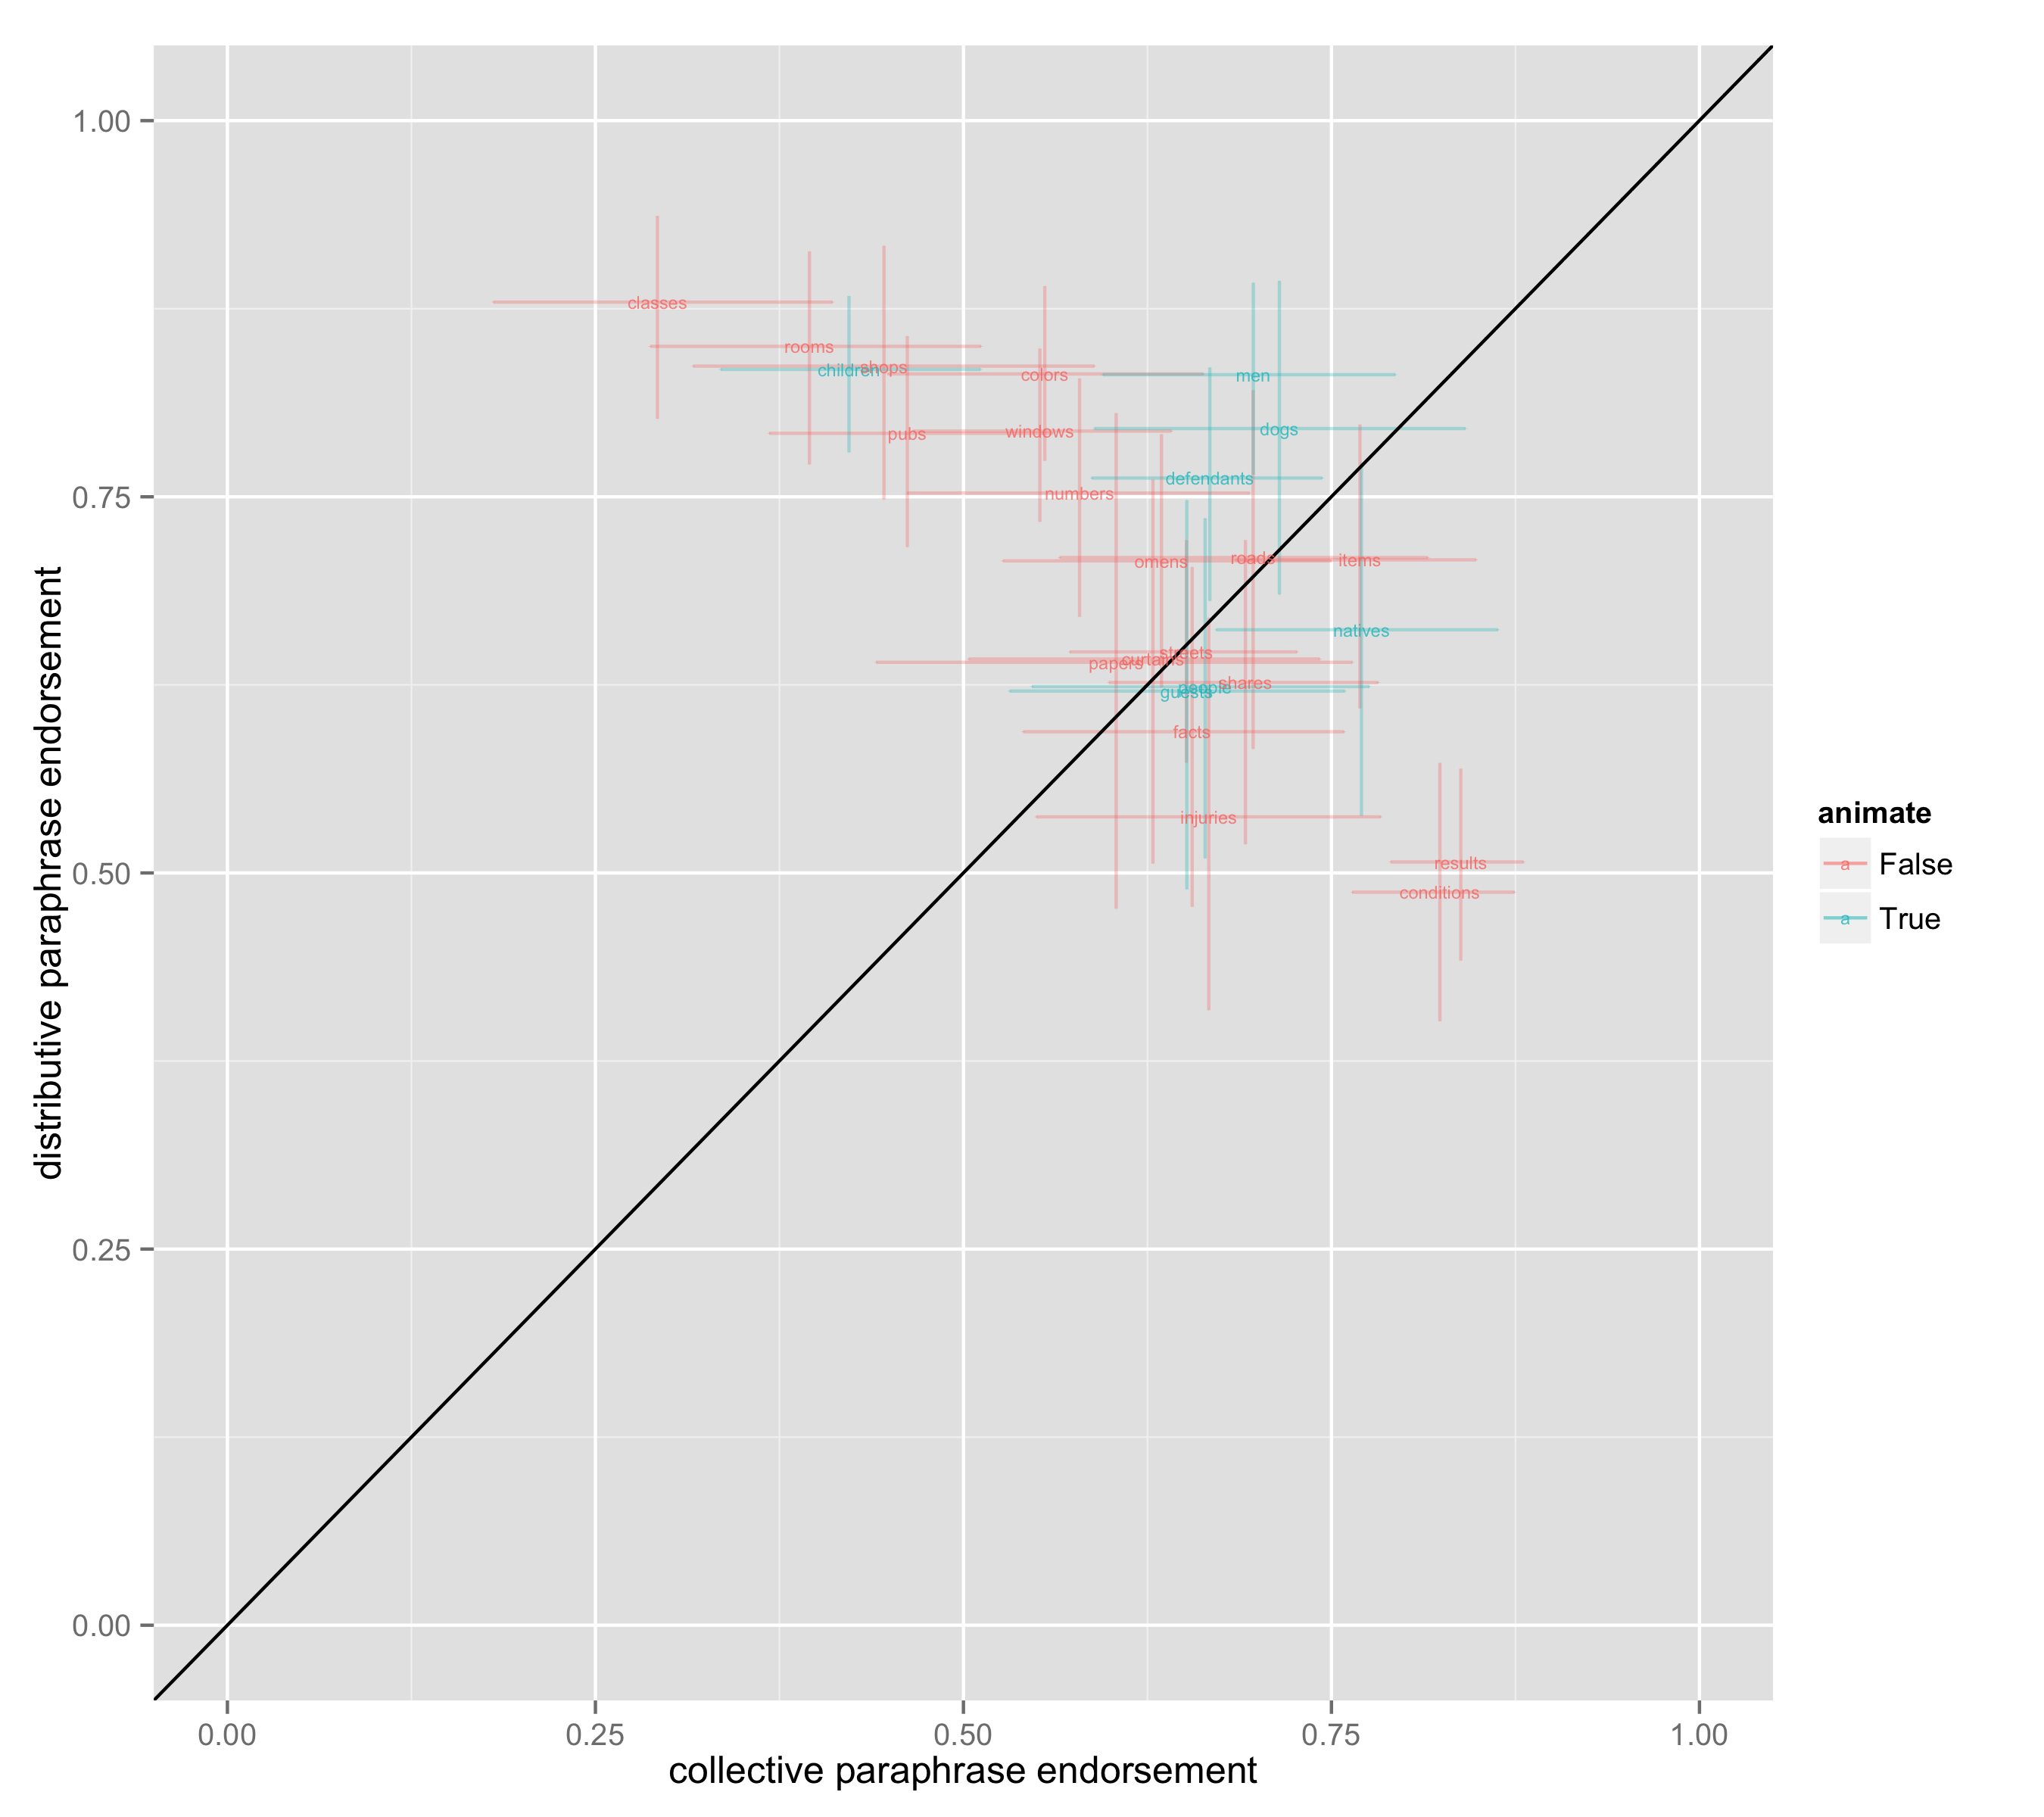 1.00
0.75
0.50
0.25
0.00
distributive paraphrase endorsement
classes
rooms
shops
children
colors
men
dogs
pubs
windows
defendants
numbers
omens
roads
items
natives
streets
curtains
papers
shares
people
guests
facts
injuries
results
conditions
0.00
0.25
0.50
0.75
1.00
collective paraphrase endorsement
animate
a False
a True